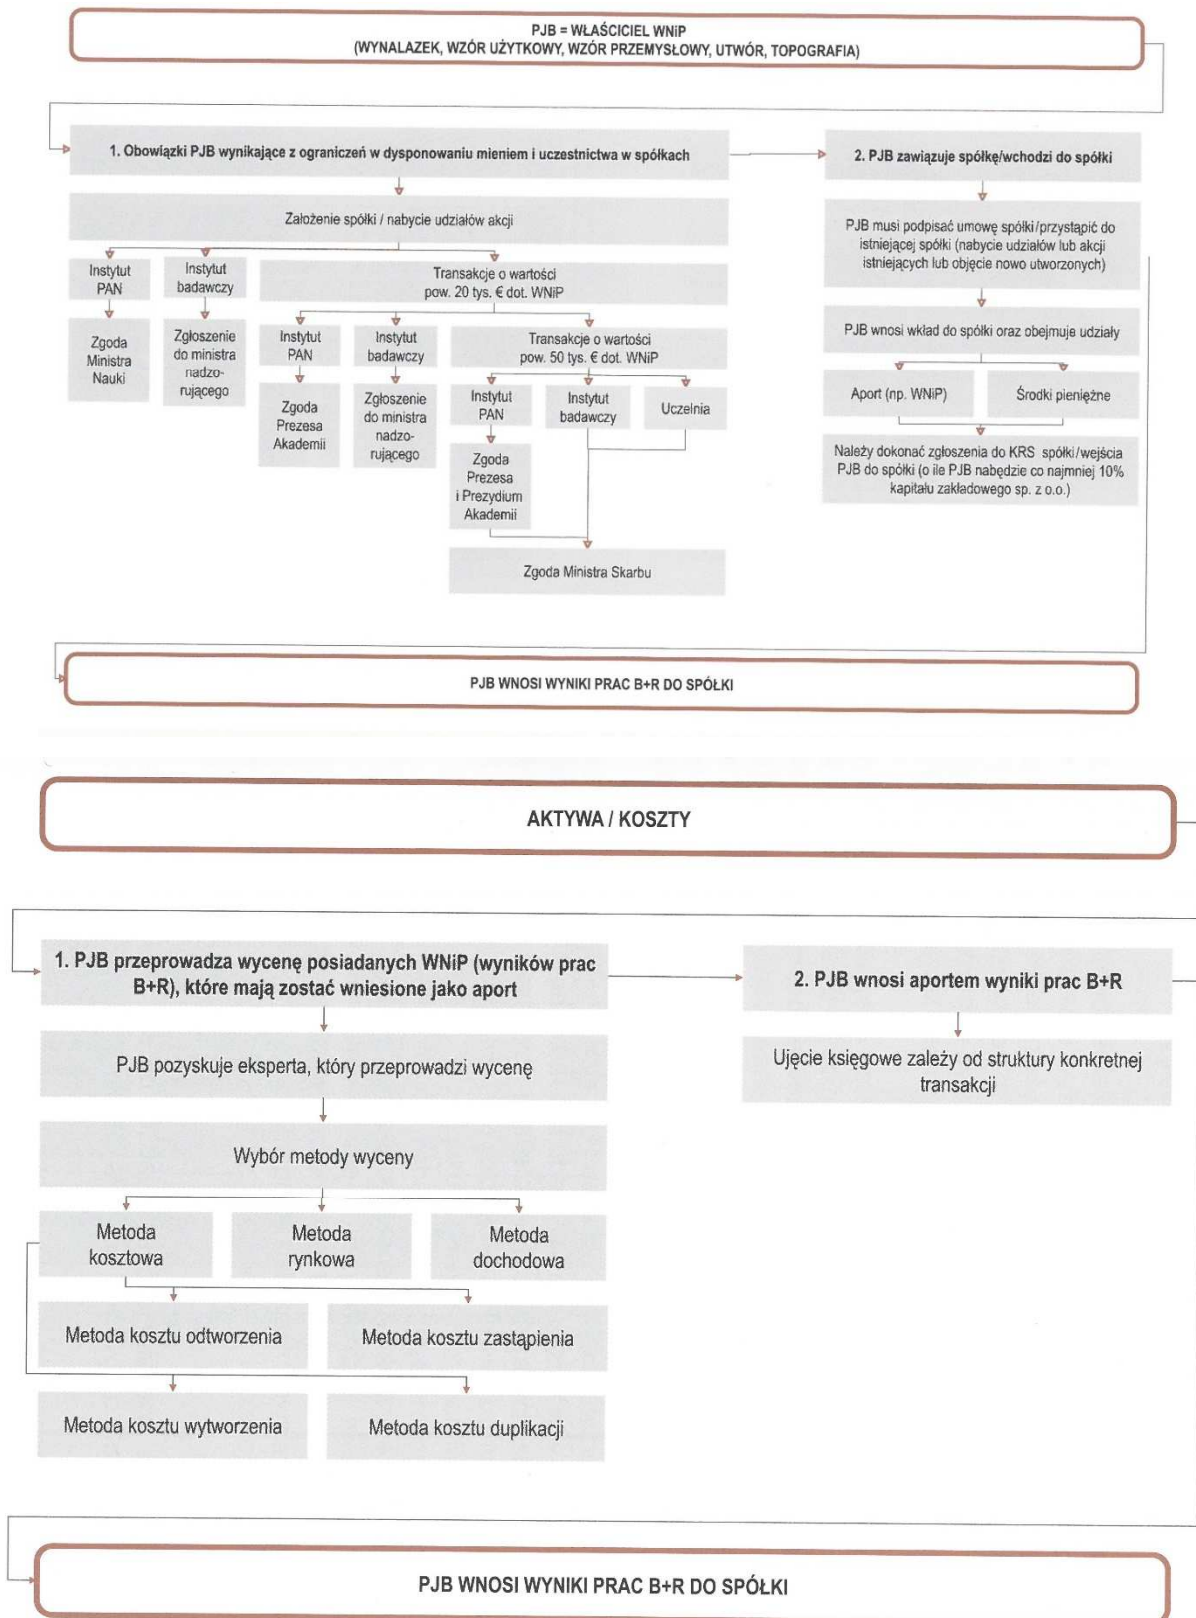 PJB = WŁAŚCICIEL WNiP
(WYNALAZEK, WZÓR UŻYTKOWY, WZÓR PRZEMYSŁOWY, UTWÓR, TOPOGRAFIA)
1. Obowiązki PJB wynikające z ograniczeń w dysponowaniu mieniem i uczestnictwa w spółkach
Założenie spółki / nabycie udziałów akcji
Instytut
PAN
Instytut
badawczy
Transakcje o wartości
pow. 20 tys. € dot. WNiP
Zgoda
Ministra
Nauki
Zgłoszenie
do ministra
nadzo-
rującego
Instytut
PAN
Instytut
badawczy
Transakcje o wartości
pow. 50 tys. € dot. WNiP
Zgoda
Prezesa
Akademii
Zgłoszenie
do ministra
nadzo-
rującego
Instytut
PAN
Instytut
badawczy
Uczelnia
Zgoda
Prezesa
i Prezydium
Akademii
Zgoda Ministra Skarbu
2. PJB zawiązuje spółkę/wchodzi do spółki
PJB musi podpisać umowę spółki/przystąpić do
istniejącej spółki (nabycie udziałów lub akcji
istniejących lub objęcie nowo utworzonych)
PJB wnosi wkład do spółki oraz obejmuje udziały
Aport (np. WNiP)
Środki pieniężne
Należy dokonać zgłoszenia do KRS spółki/wejścia
PJB do spółki (o ile PJB nabędzie co najmniej 10%
kapitału zakładowego sp. z o.o.)
PJB WNOSI WYNIKI PRAC B+R DO SPÓŁKI
AKTYWA / KOSZTY
1. PJB przeprowadza wycenę posiadanych WNiP (wyników prac
B+R), które mają zostać wniesione jako aport
PJB pozyskuje eksperta, który przeprowadzi wycenę
Wybór metody wyceny
Metoda
kosztowa
Metoda
rynkowa
Metoda
dochodowa
Metoda kosztu odtworzenia
Metoda kosztu zastąpienia
Metoda kosztu wytworzenia
Metoda kosztu duplikacji
2. PJB wnosi aportem wyniki prac B+R
Ujęcie księgowe zależy od struktury konkretnej
transakcji
PJB WNOSI WYNIKI PRAC B+R DO SPÓŁKI